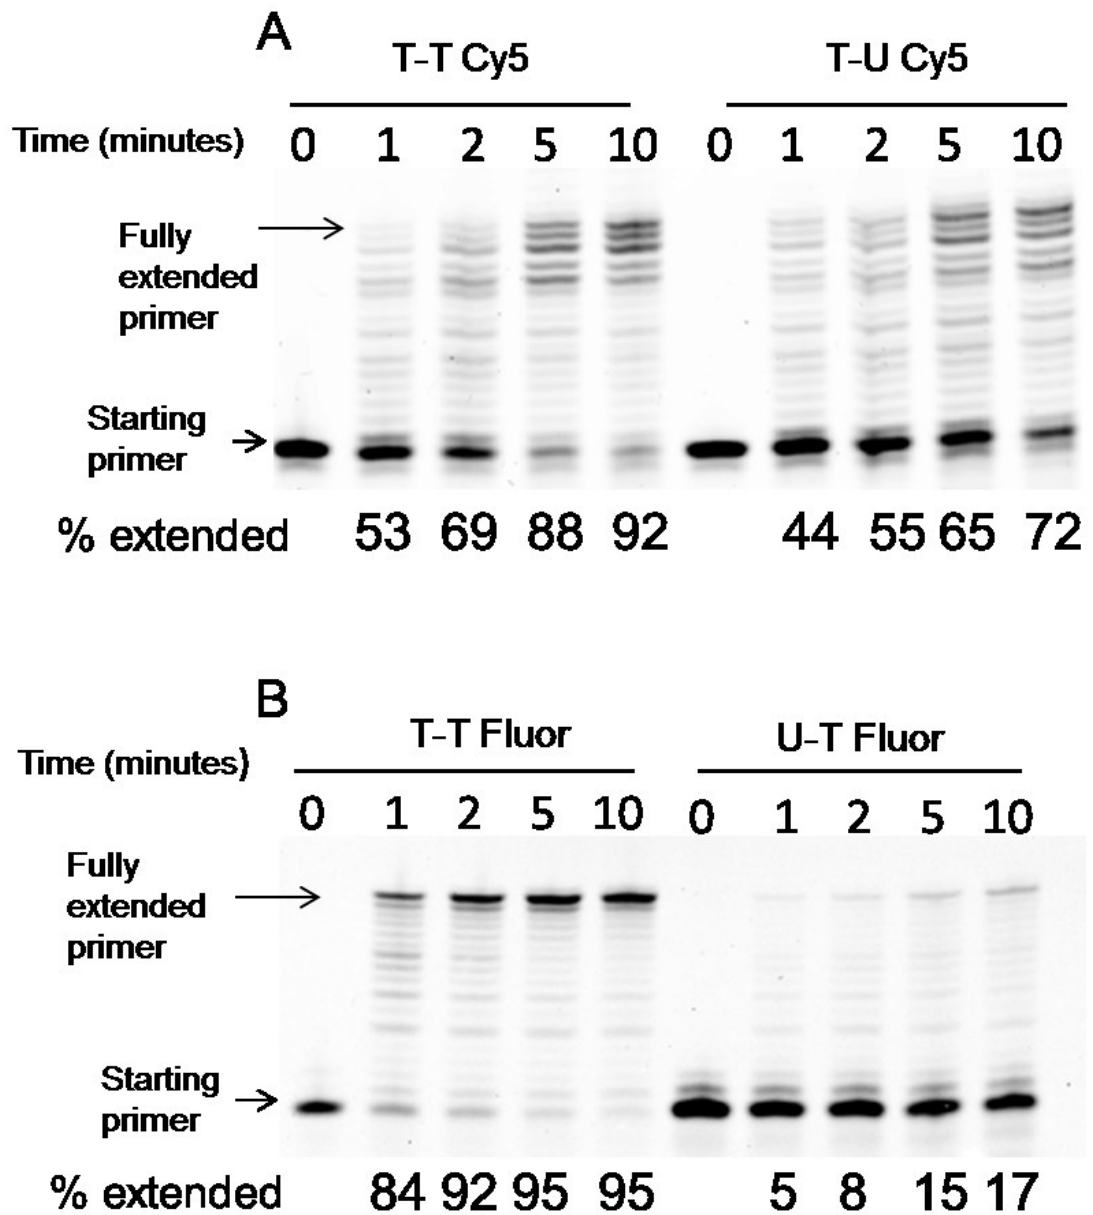 A
T-T Cy5 T-U Cy5
Time (minutes) 0 1 2 5 10 0 1 2 5 10
Fully
extended
primer
Starting
primer
% extended 53 69 88 92 44 55 65 72
B
T-T Fluor U-T Fluor
Time (minutes)
0 1 2 5 10 0 1 2 5 10
Fully
extended
primer
Starting
primer
% extended 84 92 95 95 5 8 15 17